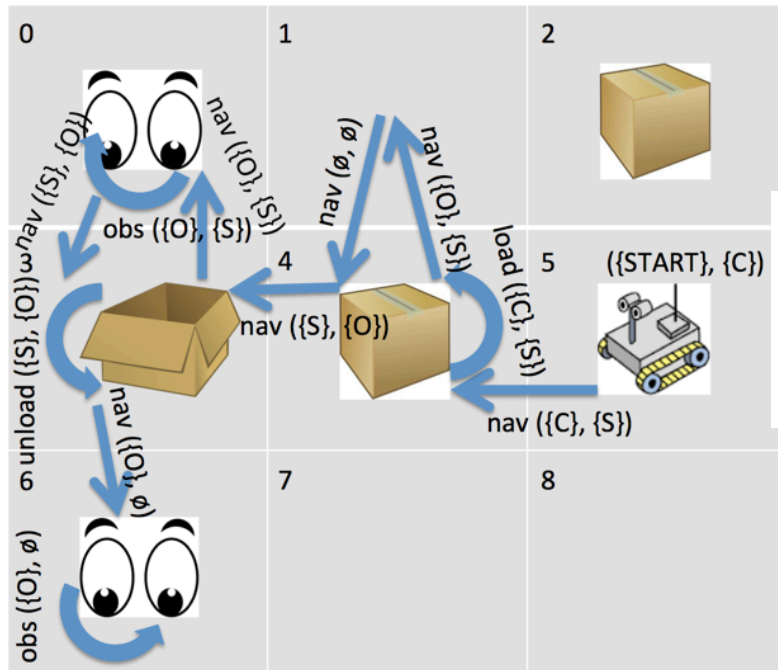 0
1
2
nav ({S}, {O})
nav ({O}, {S})
obs ({O}, {S})
nav (ø, ø)
nav ({O}, {S})
load ({C}, {S})
3
4
5
({START}, {C})
unload ({S}, {O})
nav ({S}, {O})
nav ({C}, {S})
nav ({O}, ø)
6
7
8
obs ({O}, ø)